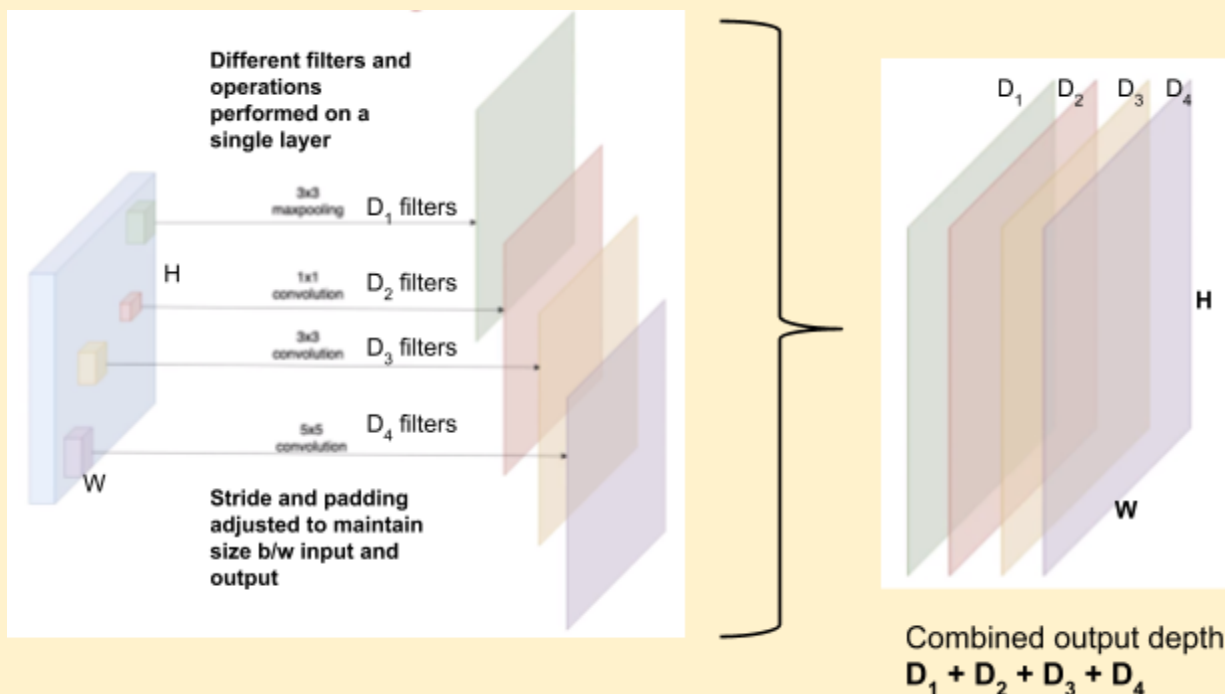 Different filters and
operations
performed on a
single layer
3x3
maxpooling
D₁ filters
H
1x1
convolution
D₂ filters
3x3
convolution
D₃ filters
5x5
convolution
D₄ filters
W
Stride and padding
adjusted to maintain
size b/w input and
output
D₁ D₂ D₃ D₄
H
W
Combined output depth
D₁ + D₂ + D₃ + D₄